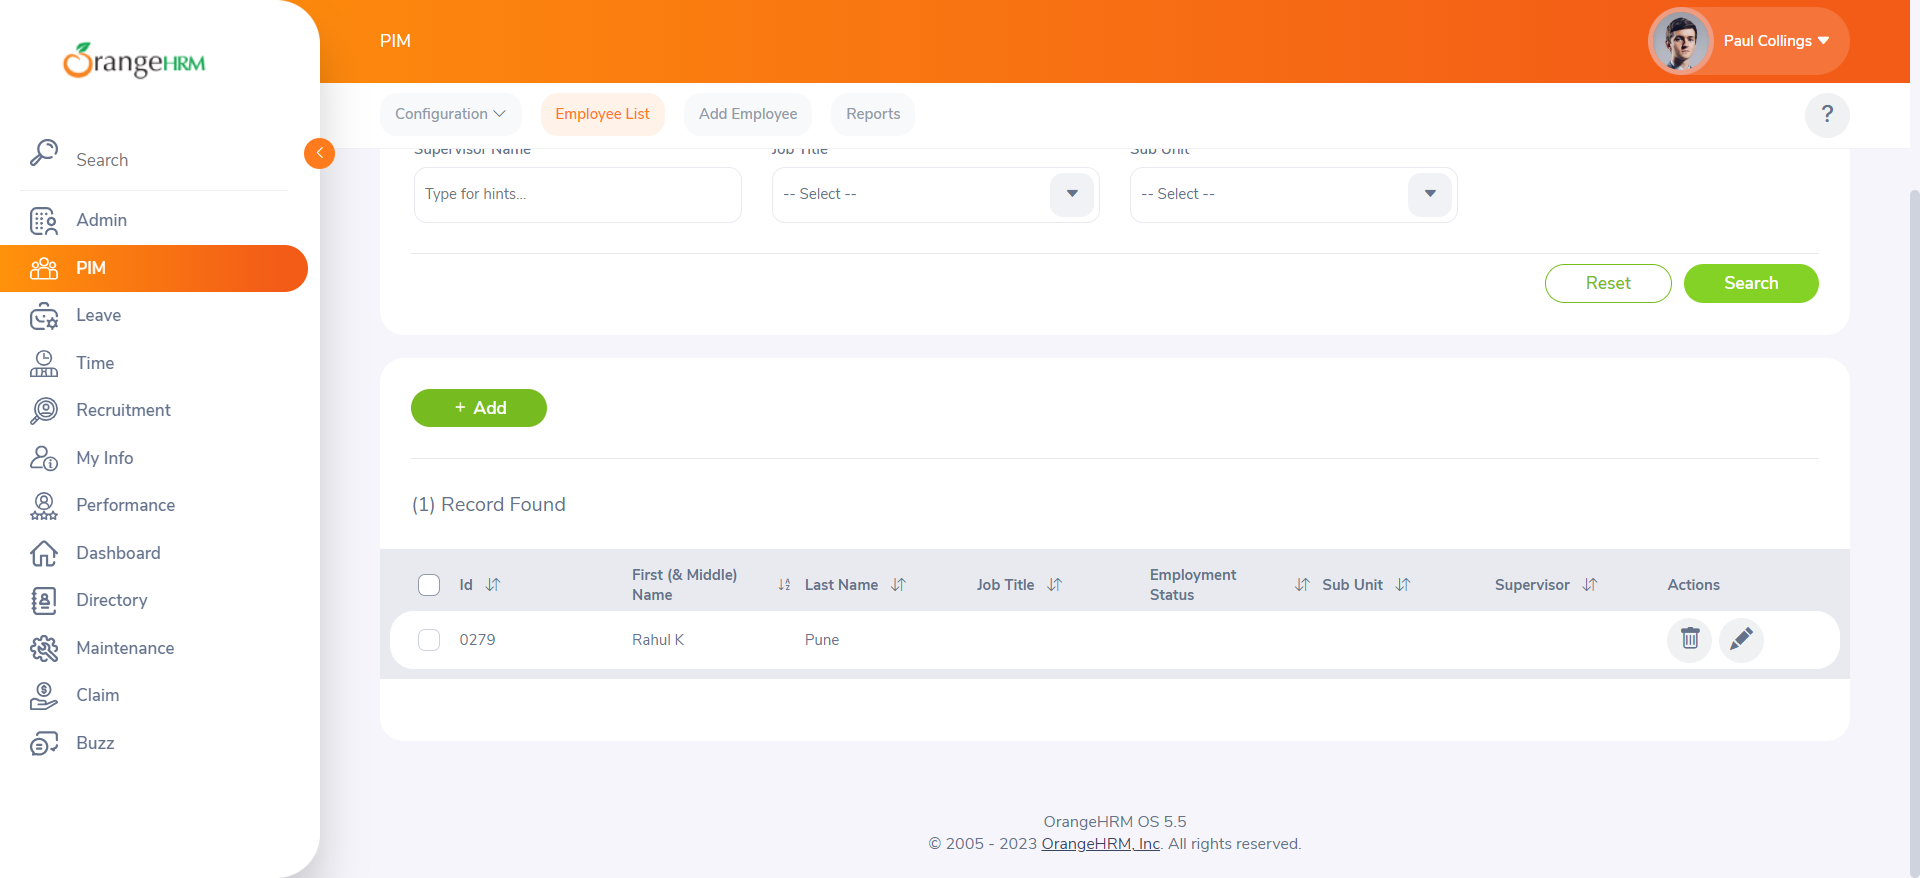 OrangeHRM
PIM
Paul Collings
Configuration
Employee List
Add Employee
Reports
?
Search
Admin
PIM
Leave
Time
Recruitment
My Info
Performance
Dashboard
Directory
Maintenance
Claim
Buzz
Supervisor Name
Job Title
Sub Unit
Type for hints...
-- Select --
-- Select --
Reset
Search
+ Add
(1) Record Found
Id
First (& Middle)
Name
Last Name
Job Title
Employment
Status
Sub Unit
Supervisor
Actions
0279
Rahul K
Pune
OrangeHRM OS 5.5
© 2005 - 2023 OrangeHRM, Inc. All rights reserved.